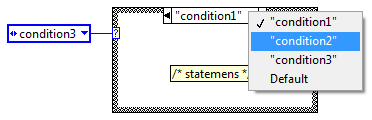 condition3
?
"condition1"
/* statemens */
✓ "condition1"
"condition2"
"condition3"
Default